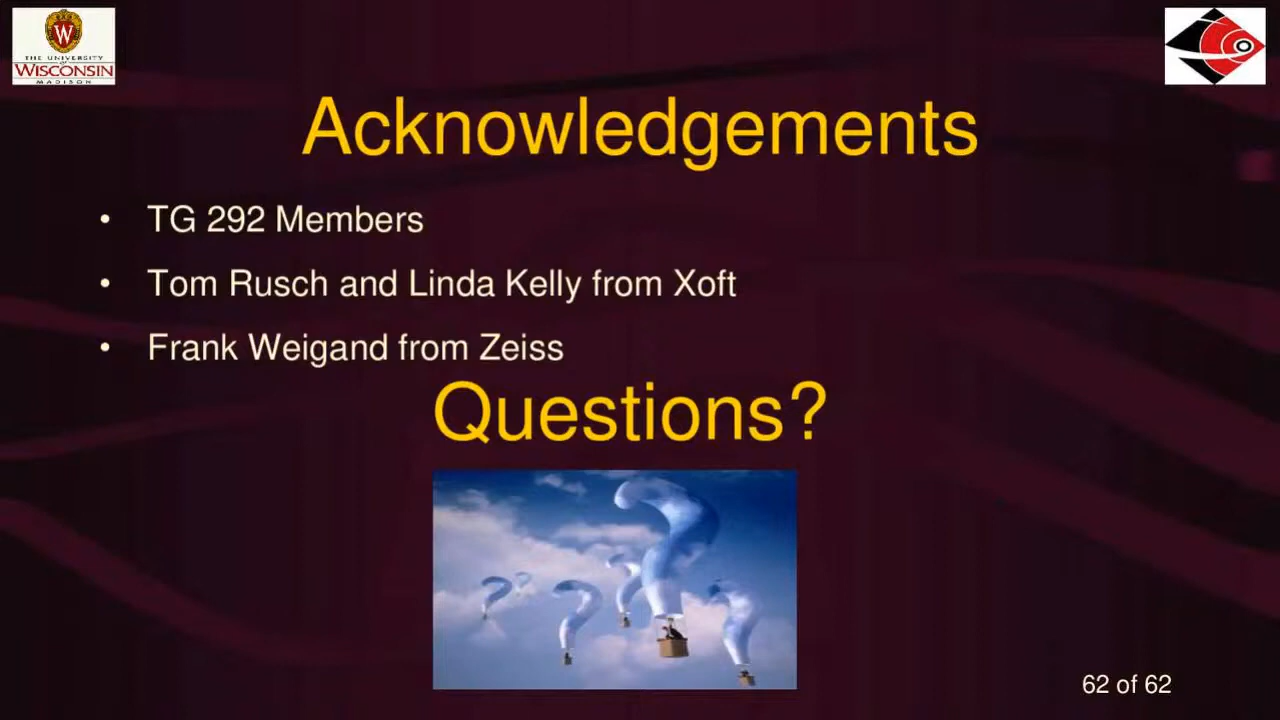 W
THE UNIVERSITY
of
WISCONSIN
MADISON
Acknowledgements
• TG 292 Members
• Tom Rusch and Linda Kelly from Xoft
• Frank Weigand from Zeiss
Questions?
62 of 62